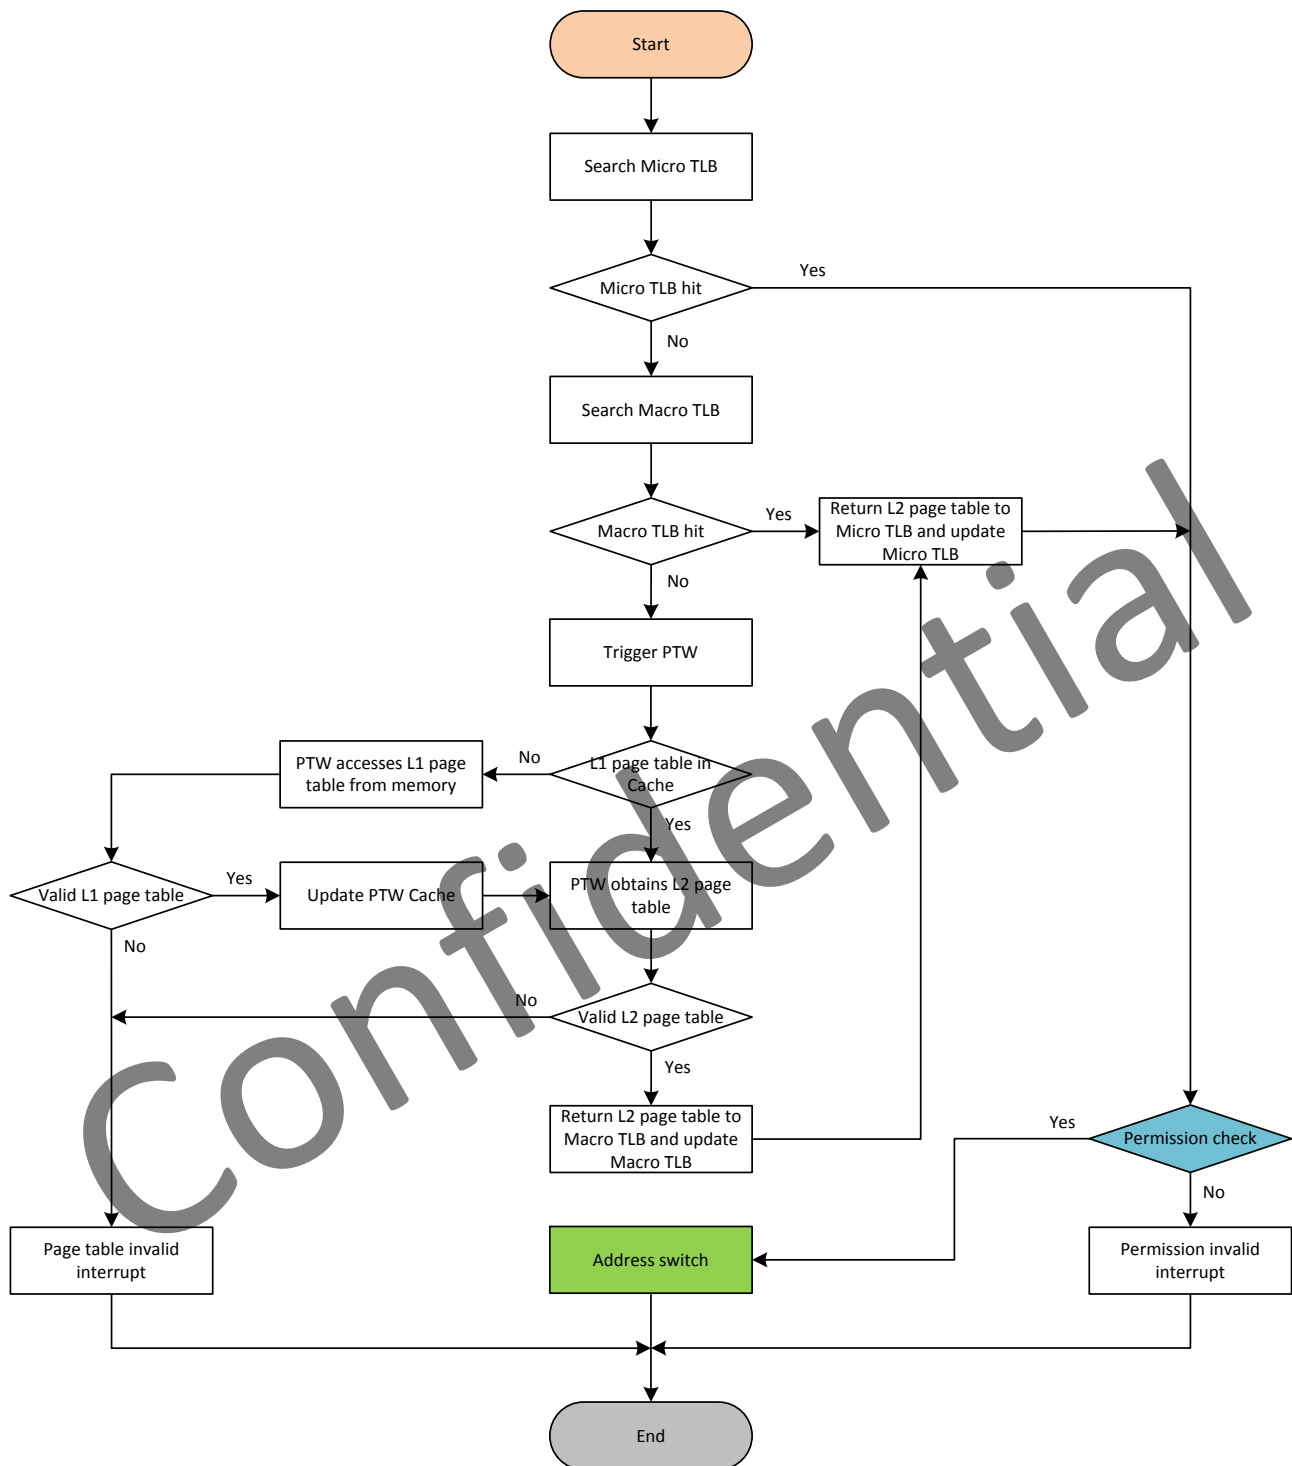 Start
Search Micro TLB
Yes
Micro TLB hit
No
Search Macro TLB
Macro TLB hit
Yes
Return L2 page table to
Micro TLB and update
Micro TLB
No
Trigger PTW
PTW accesses L1 page
table from memory
No
L1 page table in
Cache
Yes
Valid L1 page table
Yes
Update PTW Cache
PTW obtains L2 page
table
No
No
Valid L2 page table
Yes
Return L2 page table to
Macro TLB and update
Macro TLB
Yes
Permission check
No
Page table invalid
interrupt
Address switch
Permission invalid
interrupt
End
Confidential